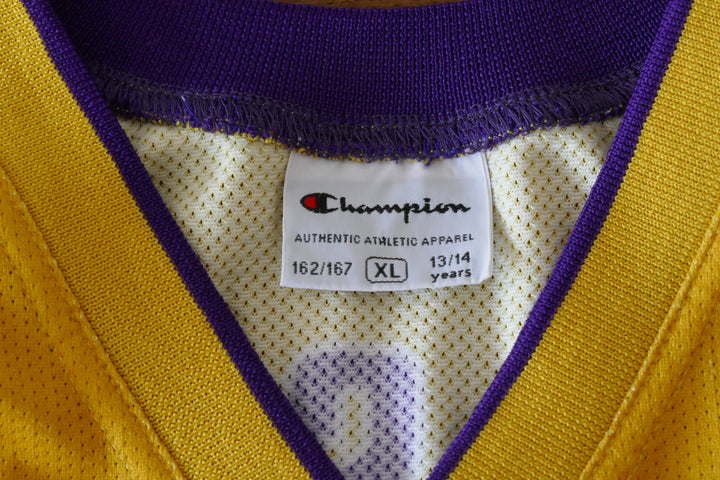 Champion
AUTHENTIC ATHLETIC APPAREL
162/167 XL 13/14 years